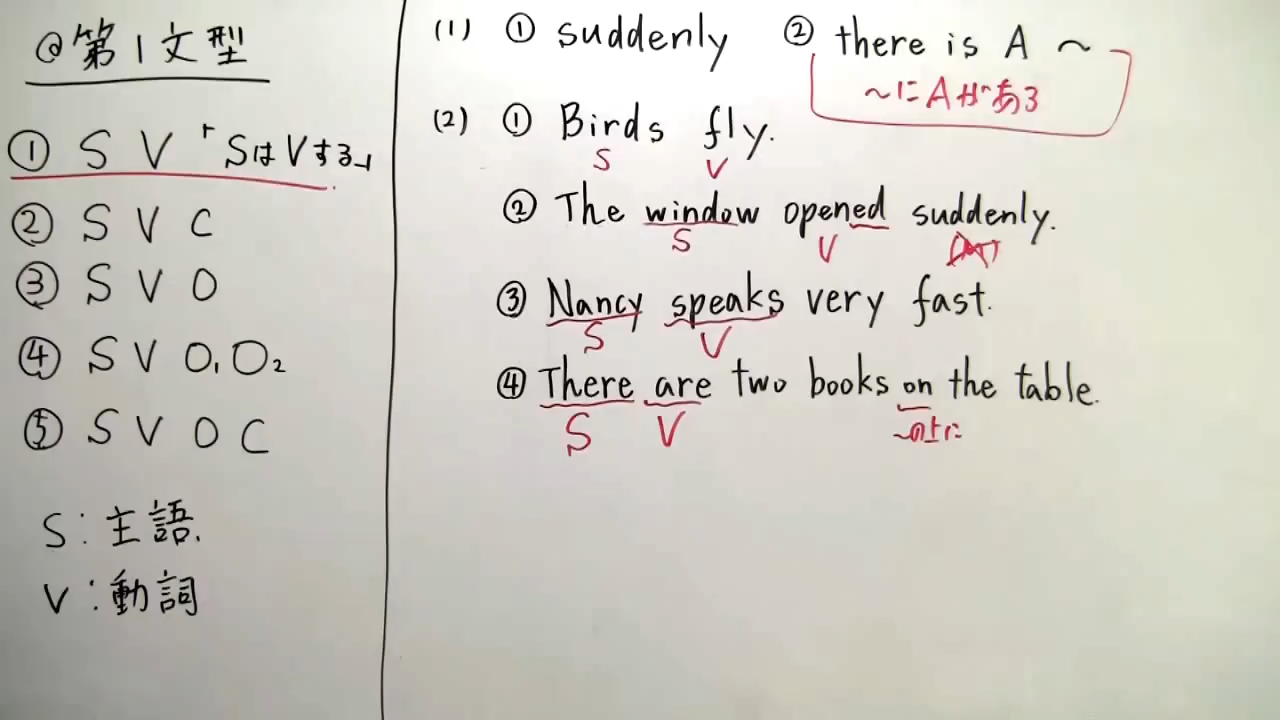 @第1文型
① S V 「SはVする」
② S V C
③ S V O
④ S V O₁ O₂
⑤ S V O C
S：主語.
V：動詞
(1) ① suddenly ② there is A ～
～にAがある
(2) ① Birds fly.
S V
② The window opened suddenly.
S V
③ Nancy speaks very fast.
S V
④ There are two books on the table.
S V ～の上に